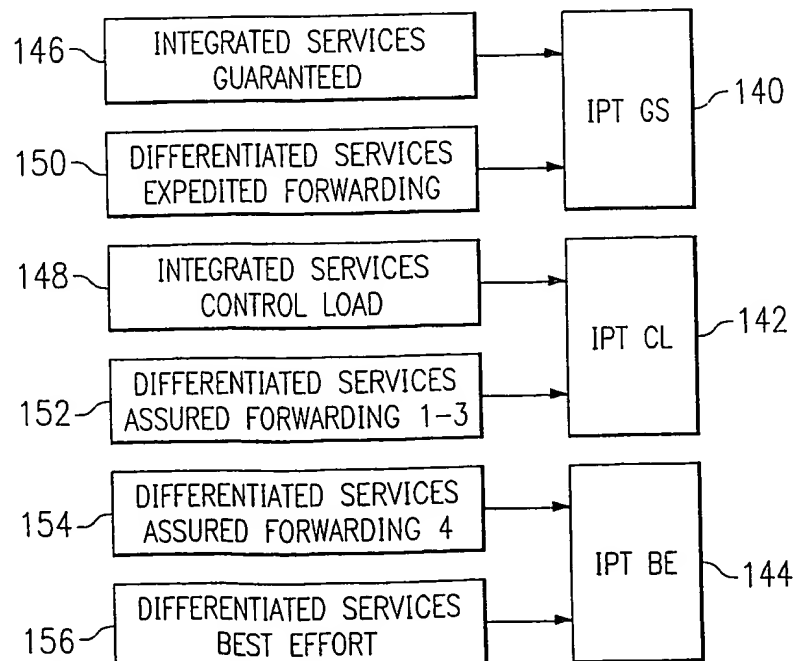 146
INTEGRATED SERVICES
GUARANTEED
150
DIFFERENTIATED SERVICES
EXPEDITED FORWARDING
IPT GS
140
148
INTEGRATED SERVICES
CONTROL LOAD
152
DIFFERENTIATED SERVICES
ASSURED FORWARDING 1-3
IPT CL
142
154
DIFFERENTIATED SERVICES
ASSURED FORWARDING 4
156
DIFFERENTIATED SERVICES
BEST EFFORT
IPT BE
144